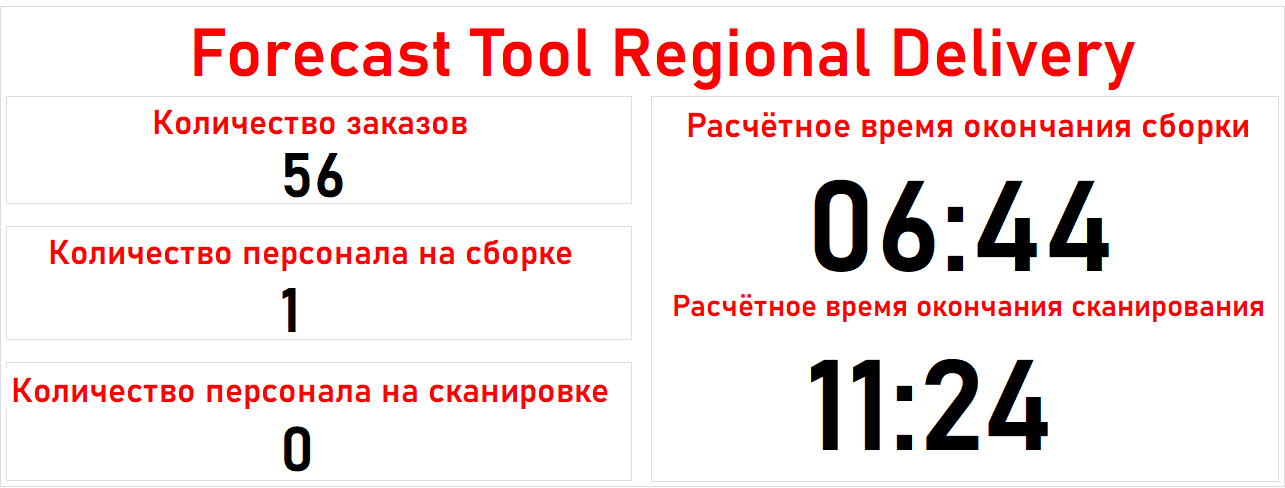 Forecast Tool Regional Delivery
Количество заказов
56
Количество персонала на сборке
1
Количество персонала на сканировке
0
Расчётное время окончания сборки
06:44
Расчётное время окончания сканирования
11:24